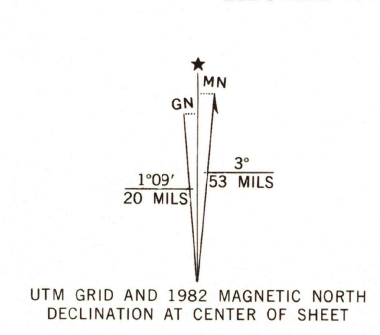 MN
GN
3°
53 MILS
1°09′
20 MILS
UTM GRID AND 1982 MAGNETIC NORTH
DECLINATION AT CENTER OF SHEET